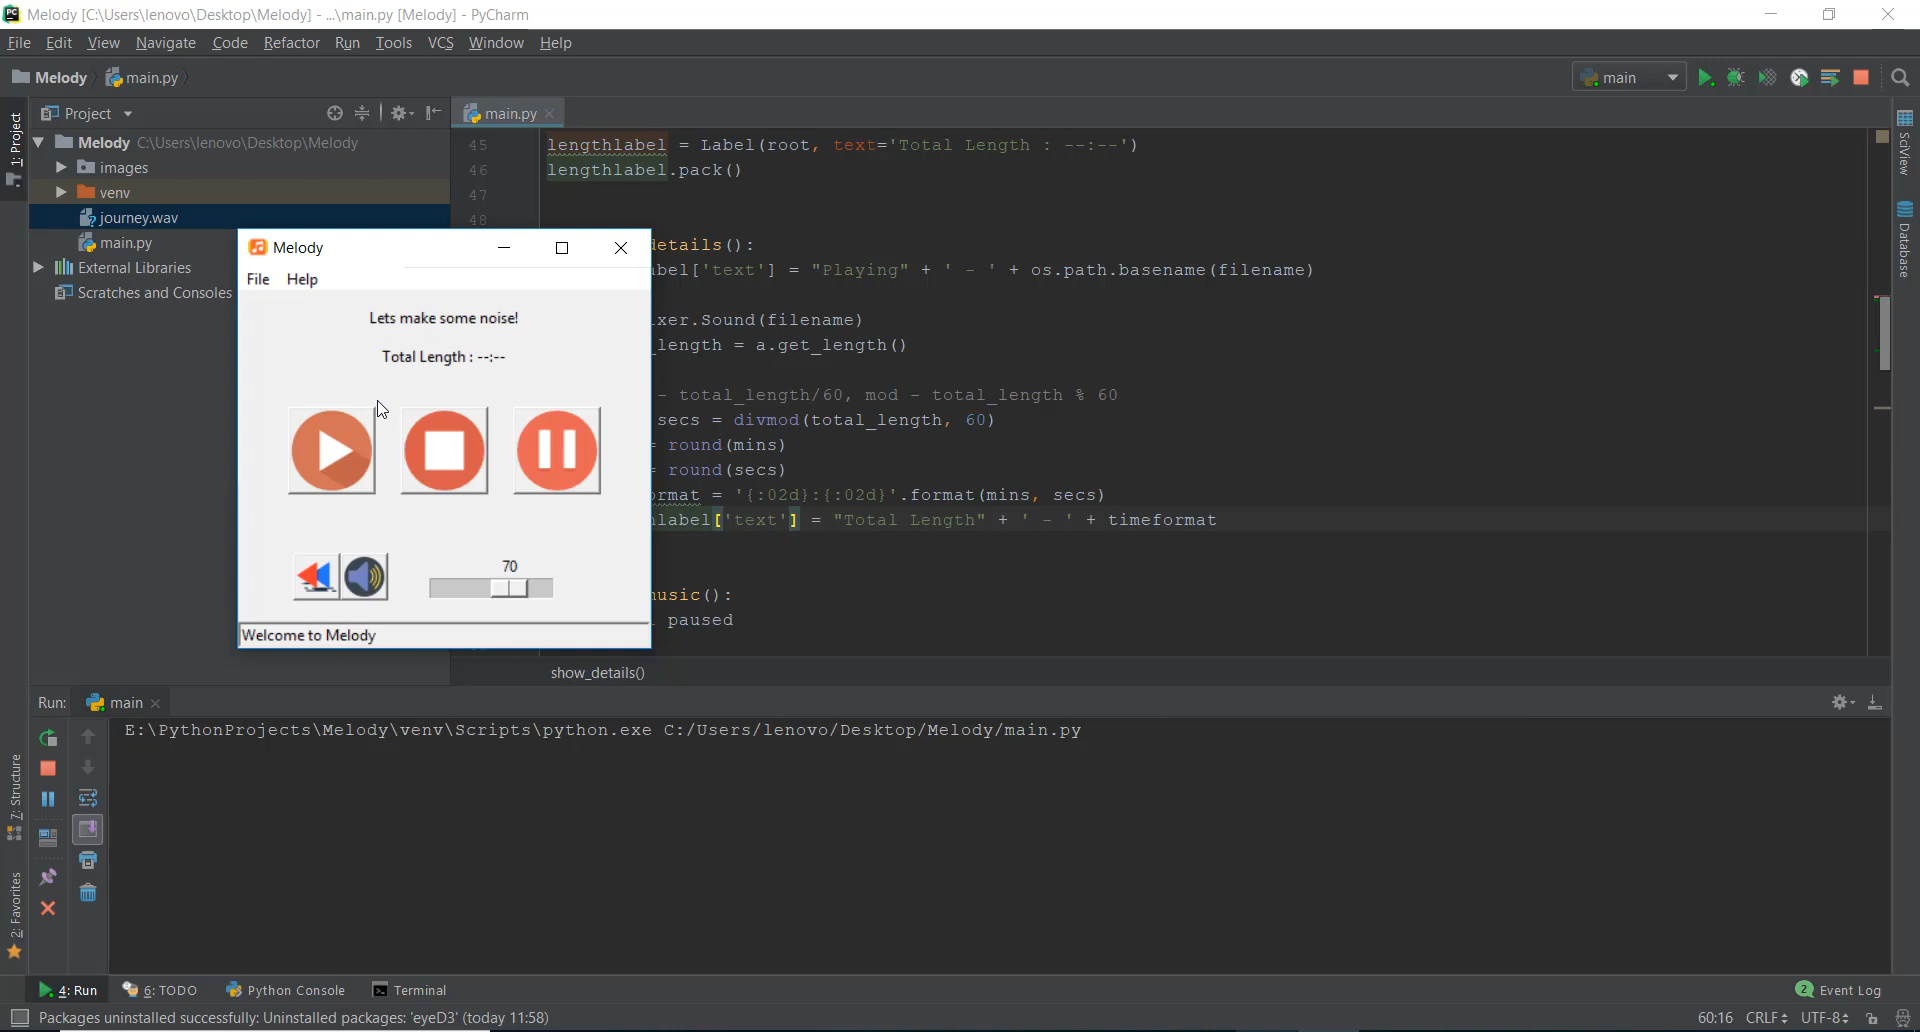 Melody [C:\Users\lenovo\Desktop\Melody] - ...\main.py [Melody] - PyCharm
File Edit View Navigate Code Refactor Run Tools VCS Window Help
Melody main.py main
1: Project
Project
main.py
Melody C:\Users\lenovo\Desktop\Melody
images
venv
journey.wav
main.py
External Libraries
Scratches and Consoles
45 lengthlabel = Label(root, text='Total Length : --:--')
46 lengthlabel.pack()
47
48
details():
bel['text'] = "Playing" + ' - ' + os.path.basename(filename)
xer.Sound(filename)
_length = a.get_length()
- total_length/60, mod - total_length % 60
secs = divmod(total_length, 60)
= round(mins)
= round(secs)
ormat = '{:02d}:{:02d}'.format(mins, secs)
hlabel['text'] = "Total Length" + ' - ' + timeformat
music():
paused
show_details()
SciView
Database
Melody
File Help
Lets make some noise!
Total Length : --:--
70
Welcome to Melody
Run: main
E:\PythonProjects\Melody\venv\Scripts\python.exe C:/Users/lenovo/Desktop/Melody/main.py
7: Structure
2: Favorites
4: Run 6: TODO Python Console Terminal 2 Event Log
Packages uninstalled successfully: Uninstalled packages: 'eyeD3' (today 11:58) 60:16 CRLF UTF-8